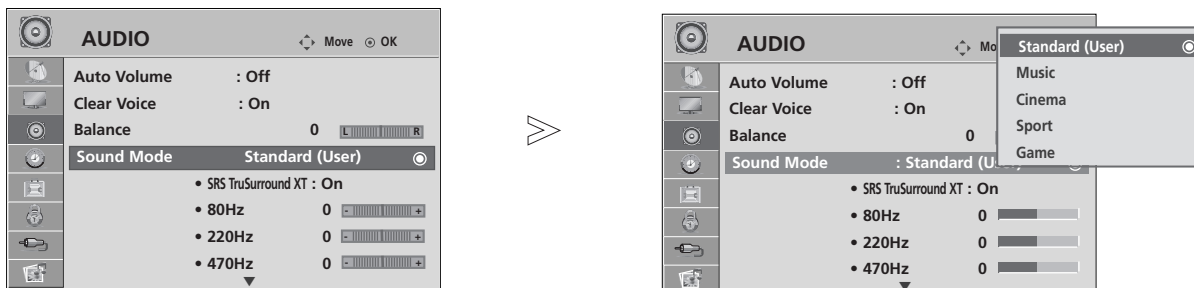 AUDIO
Move OK
Auto Volume : Off
Clear Voice : On
Balance 0 L R
Sound Mode Standard (User)
• SRS TruSurround XT : On
• 80Hz 0 - +
• 220Hz 0 - +
• 470Hz 0 - +
AUDIO
Mo
Auto Volume : Off
Clear Voice : On
Balance 0
Sound Mode : Standard (U
• SRS TruSurround XT : On
• 80Hz 0
• 220Hz 0
• 470Hz 0
Standard (User)
Music
Cinema
Sport
Game